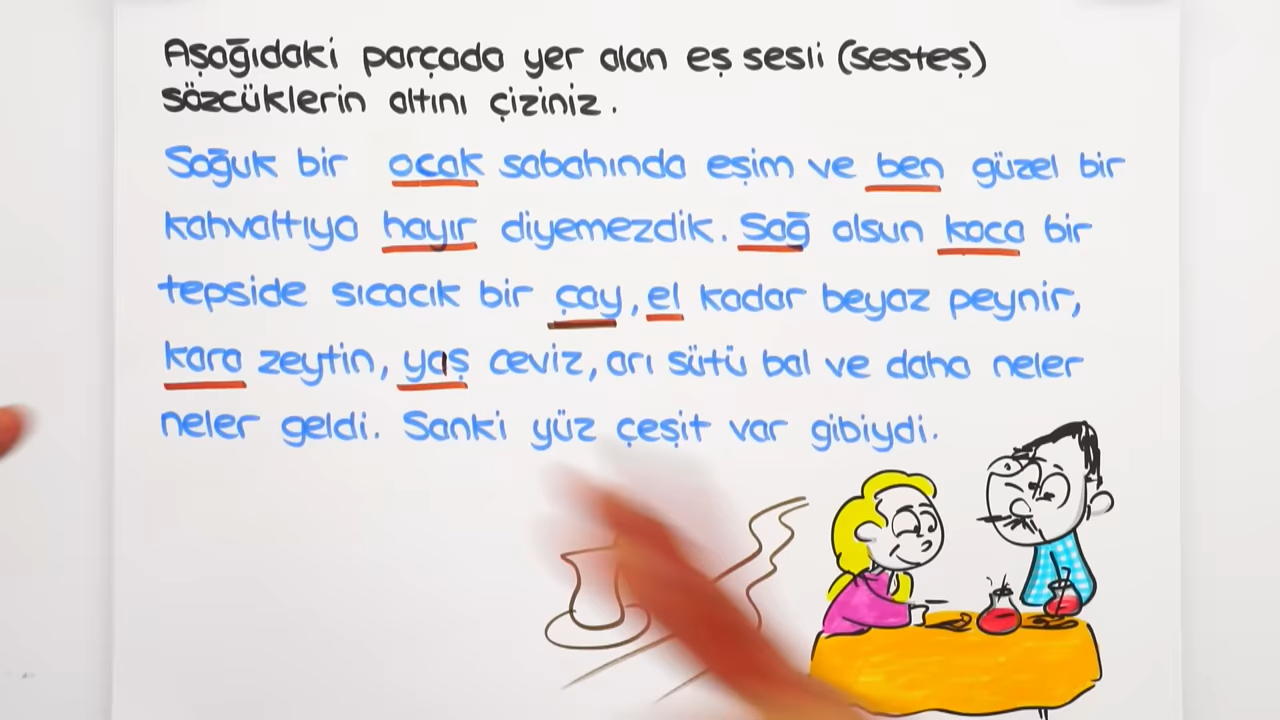 Aşağıdaki parçada yer alan eş sesli (sesteş)
sözcüklerin altını çiziniz.
Soğuk bir ocak sabahında eşim ve ben güzel bir
kahvaltıya hayır diyemezdik. Sağ olsun koca bir
tepside sıcacık bir çay, el kadar beyaz peynir,
kara zeytin, yaş ceviz, arı sütü bal ve daha neler
neler geldi. Sanki yüz çeşit var gibiydi.